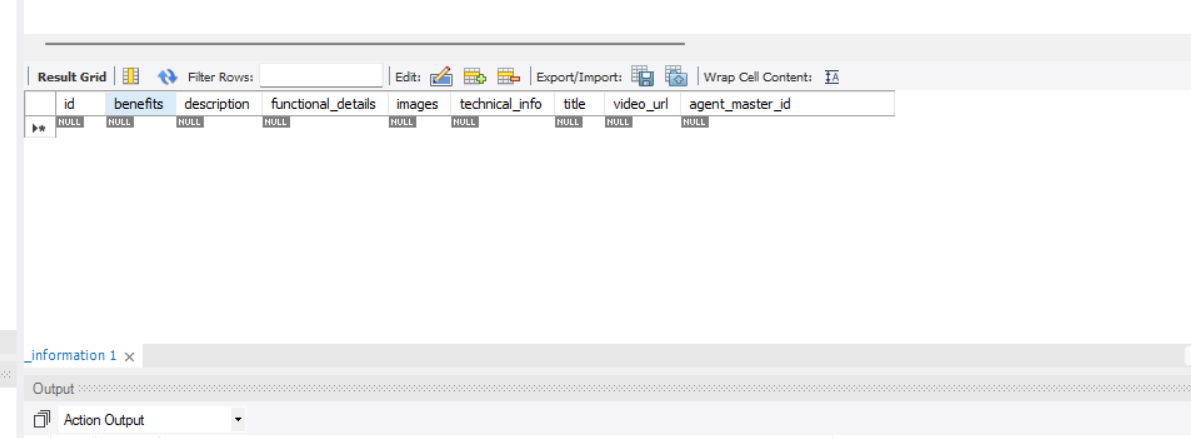 Result Grid Filter Rows: Edit: Export/Import: Wrap Cell Content: IA
id benefits description functional_details images technical_info title video_url agent_master_id
NULL NULL NULL NULL NULL NULL NULL NULL NULL
_information 1 ×
Output
Action Output